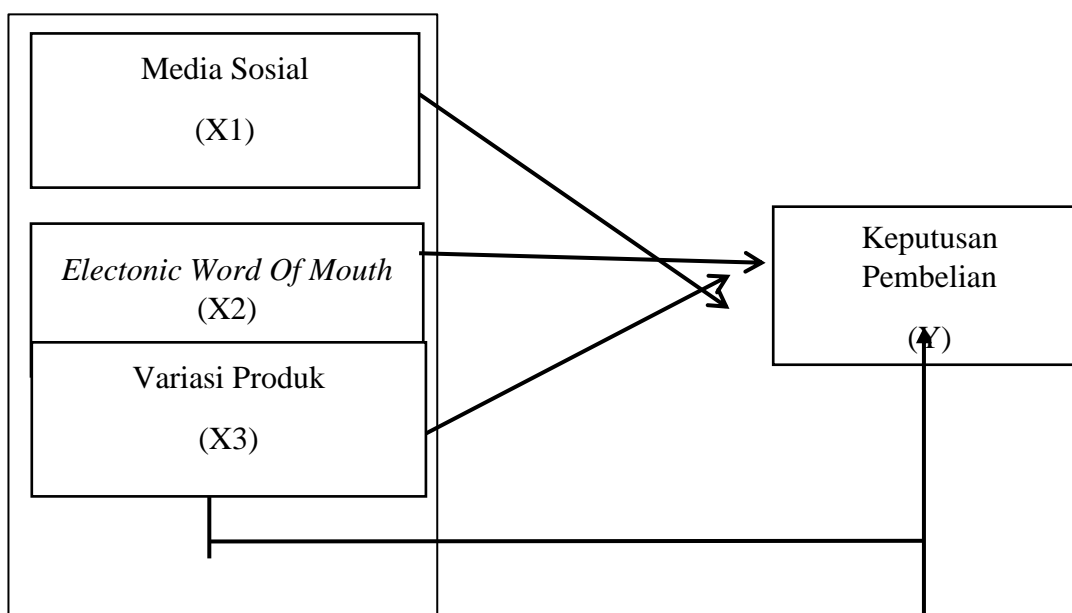 Media Sosial
(X1)
Electonic Word Of Mouth
(X2)
Variasi Produk
(X3)
Keputusan
Pembelian
(Y)